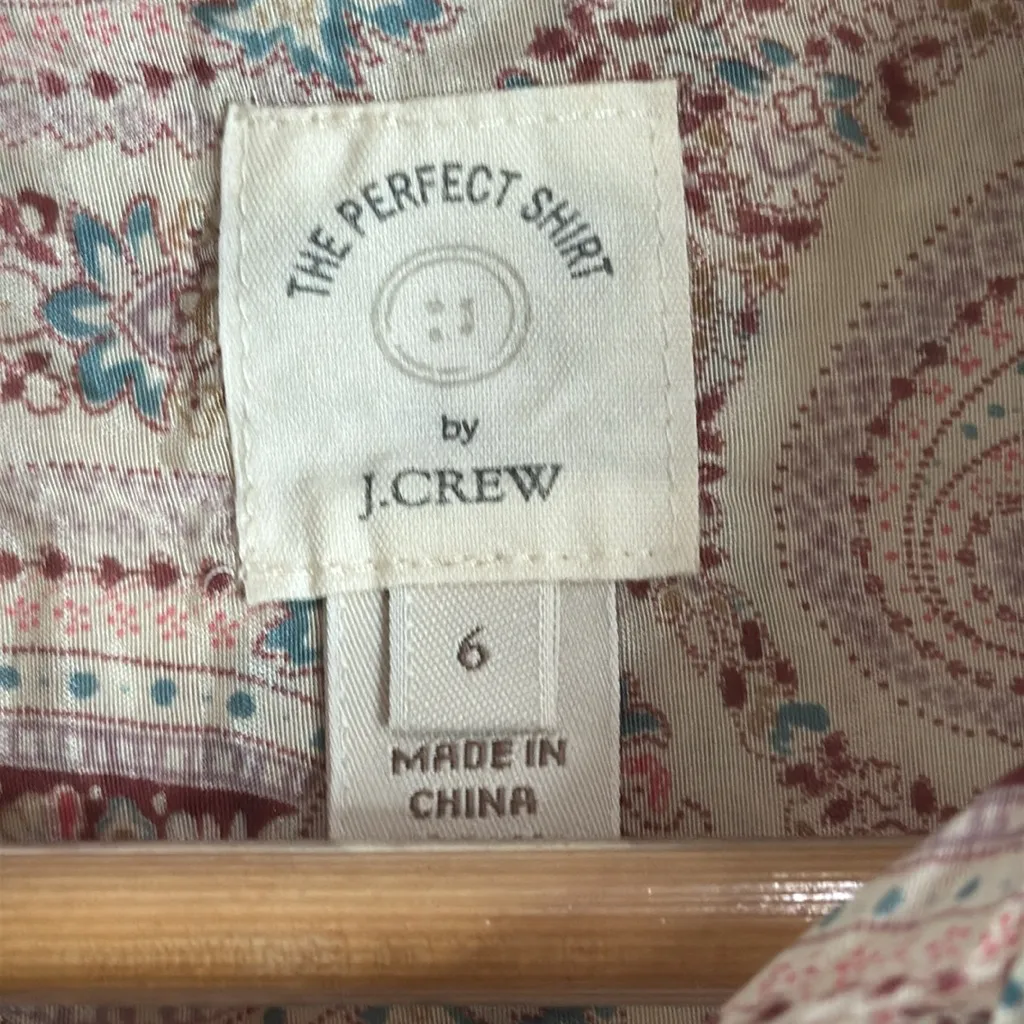 THE PERFECT SHIRT
by
J.CREW
6
MADE IN
CHINA